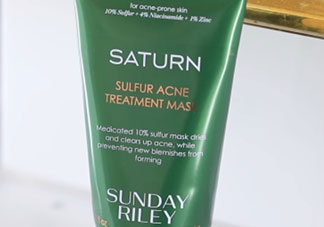 for acne-prone skin
10% Sulfur + 4% Niacinamide + 1% Zinc
SATURN
SULFUR ACNE
TREATMENT MASK
Medicated 10% sulfur mask dries
and clears up acne, while
preventing new blemishes from
forming
SUNDAY
RILEY